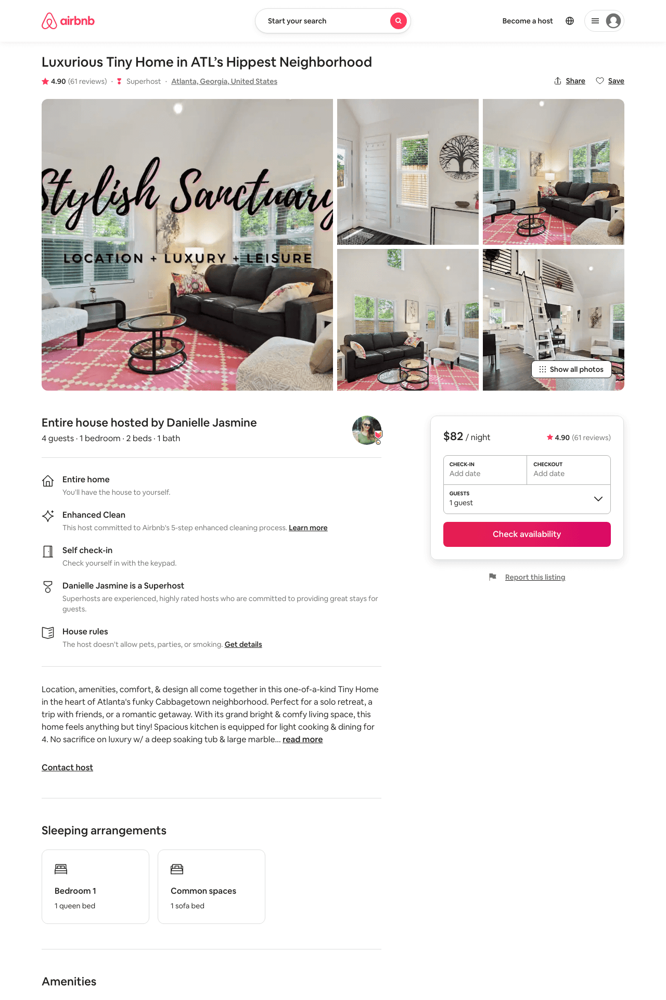 airbnb
Start your search
Become a host
Luxurious Tiny Home in ATL’s Hippest Neighborhood
4.90 (61 reviews) · Superhost · Atlanta, Georgia, United States
Share
Save
Stylish Sanctuary
LOCATION + LUXURY + LEISURE
Show all photos
Entire house hosted by Danielle Jasmine
4 guests · 1 bedroom · 2 beds · 1 bath
Entire home
You’ll have the house to yourself.
Enhanced Clean
This host committed to Airbnb's 5-step enhanced cleaning process. Learn more
Self check-in
Check yourself in with the keypad.
Danielle Jasmine is a Superhost
Superhosts are experienced, highly rated hosts who are committed to providing great stays for
guests.
House rules
The host doesn’t allow pets, parties, or smoking. Get details
$82 / night
4.90 (61 reviews)
CHECK-IN
Add date
CHECKOUT
Add date
GUESTS
1 guest
Check availability
Report this listing
Location, amenities, comfort, & design all come together in this one-of-a-kind Tiny Home
in the heart of Atlanta's funky Cabbagetown neighborhood. Perfect for a solo retreat, a
trip with friends, or a romantic getaway. With its grand bright & comfy living space, this
home feels anything but tiny! Spacious kitchen is equipped for light cooking & dining for
4. No sacrifice on luxury w/ a deep soaking tub & large marble... read more
Contact host
Sleeping arrangements
Bedroom 1
1 queen bed
Common spaces
1 sofa bed
Amenities